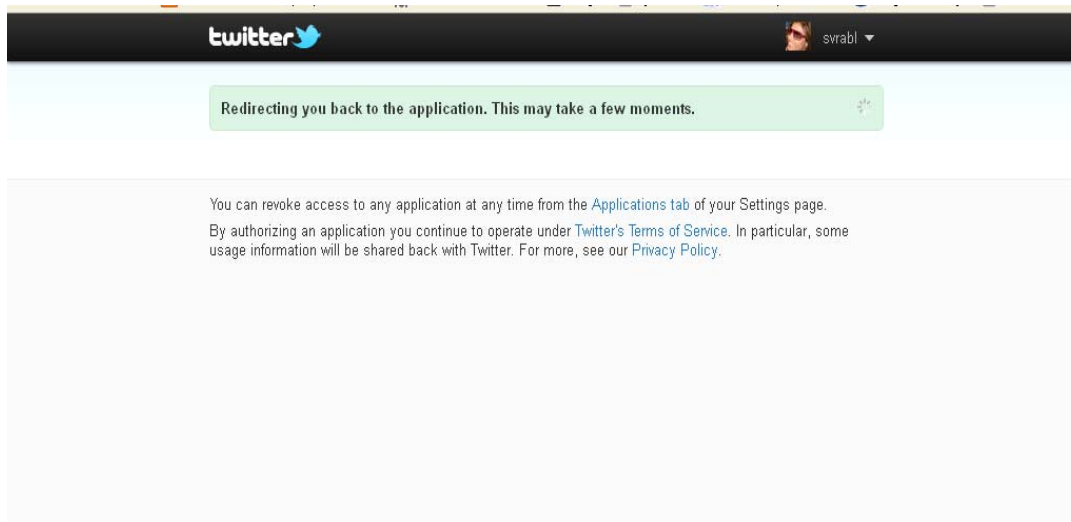 twitter
svrabl
Redirecting you back to the application. This may take a few moments.
You can revoke access to any application at any time from the Applications tab of your Settings page.
By authorizing an application you continue to operate under Twitter's Terms of Service. In particular, some
usage information will be shared back with Twitter. For more, see our Privacy Policy.